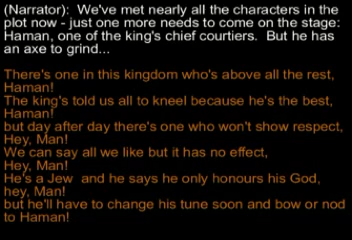 (Narrator):  We've met nearly all the characters in the
plot now - just one more needs to come on the stage:
Haman, one of the king's chief courtiers.  But he has
an axe to grind...
There's one in this kingdom who's above all the rest,
Haman!
The king's told us all to kneel because he's the best,
Haman!
but day after day there's one who won't show respect,
Hey, Man!
We can say all we like but it has no effect,
Hey, Man!
He's a Jew  and he says he only honours his God,
hey, Man!
but he'll have to change his tune soon and bow or nod
to Haman!